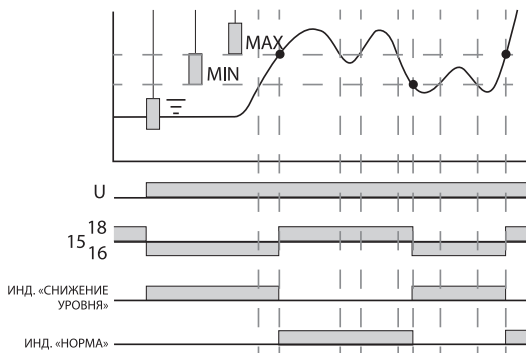 MAX
MIN
U
18
15
16
ИНД. «СНИЖЕНИЕ
УРОВНЯ»
ИНД. «НОРМА»